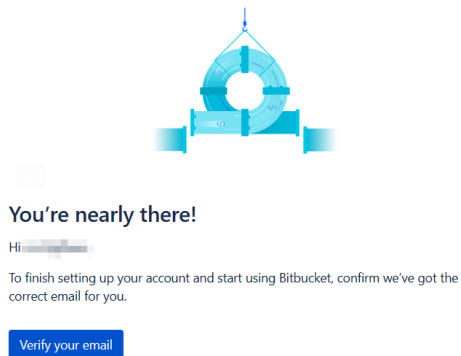 You’re nearly there!
Hi
To finish setting up your account and start using Bitbucket, confirm we’ve got the
correct email for you.
Verify your email